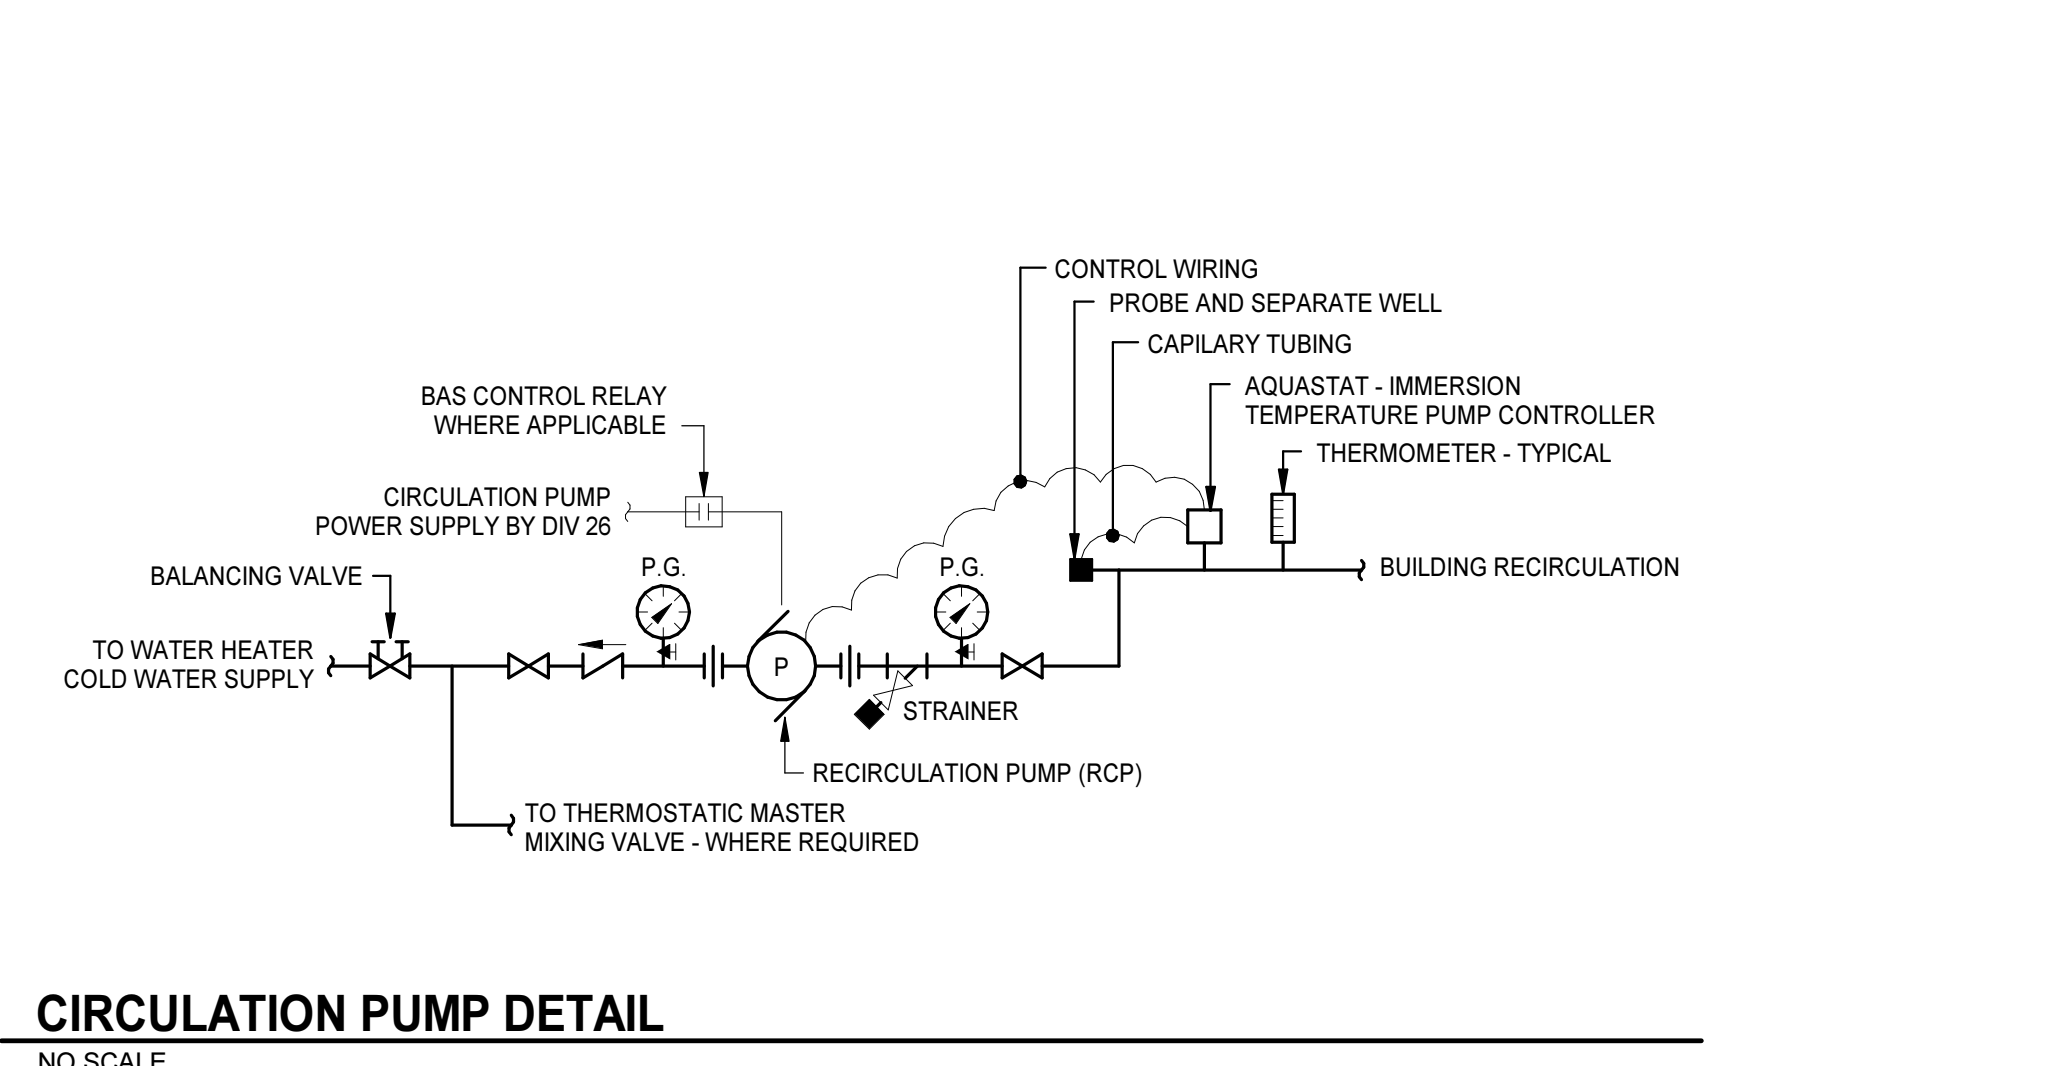 CONTROL WIRING
PROBE AND SEPARATE WELL
CAPILARY TUBING
AQUASTAT - IMMERSION
TEMPERATURE PUMP CONTROLLER
THERMOMETER - TYPICAL
BAS CONTROL RELAY
WHERE APPLICABLE
CIRCULATION PUMP
POWER SUPPLY BY DIV 26
BALANCING VALVE
P.G.
P.G.
BUILDING RECIRCULATION
TO WATER HEATER
COLD WATER SUPPLY
P
STRAINER
RECIRCULATION PUMP (RCP)
TO THERMOSTATIC MASTER
MIXING VALVE - WHERE REQUIRED
CIRCULATION PUMP DETAIL
NO SCALE